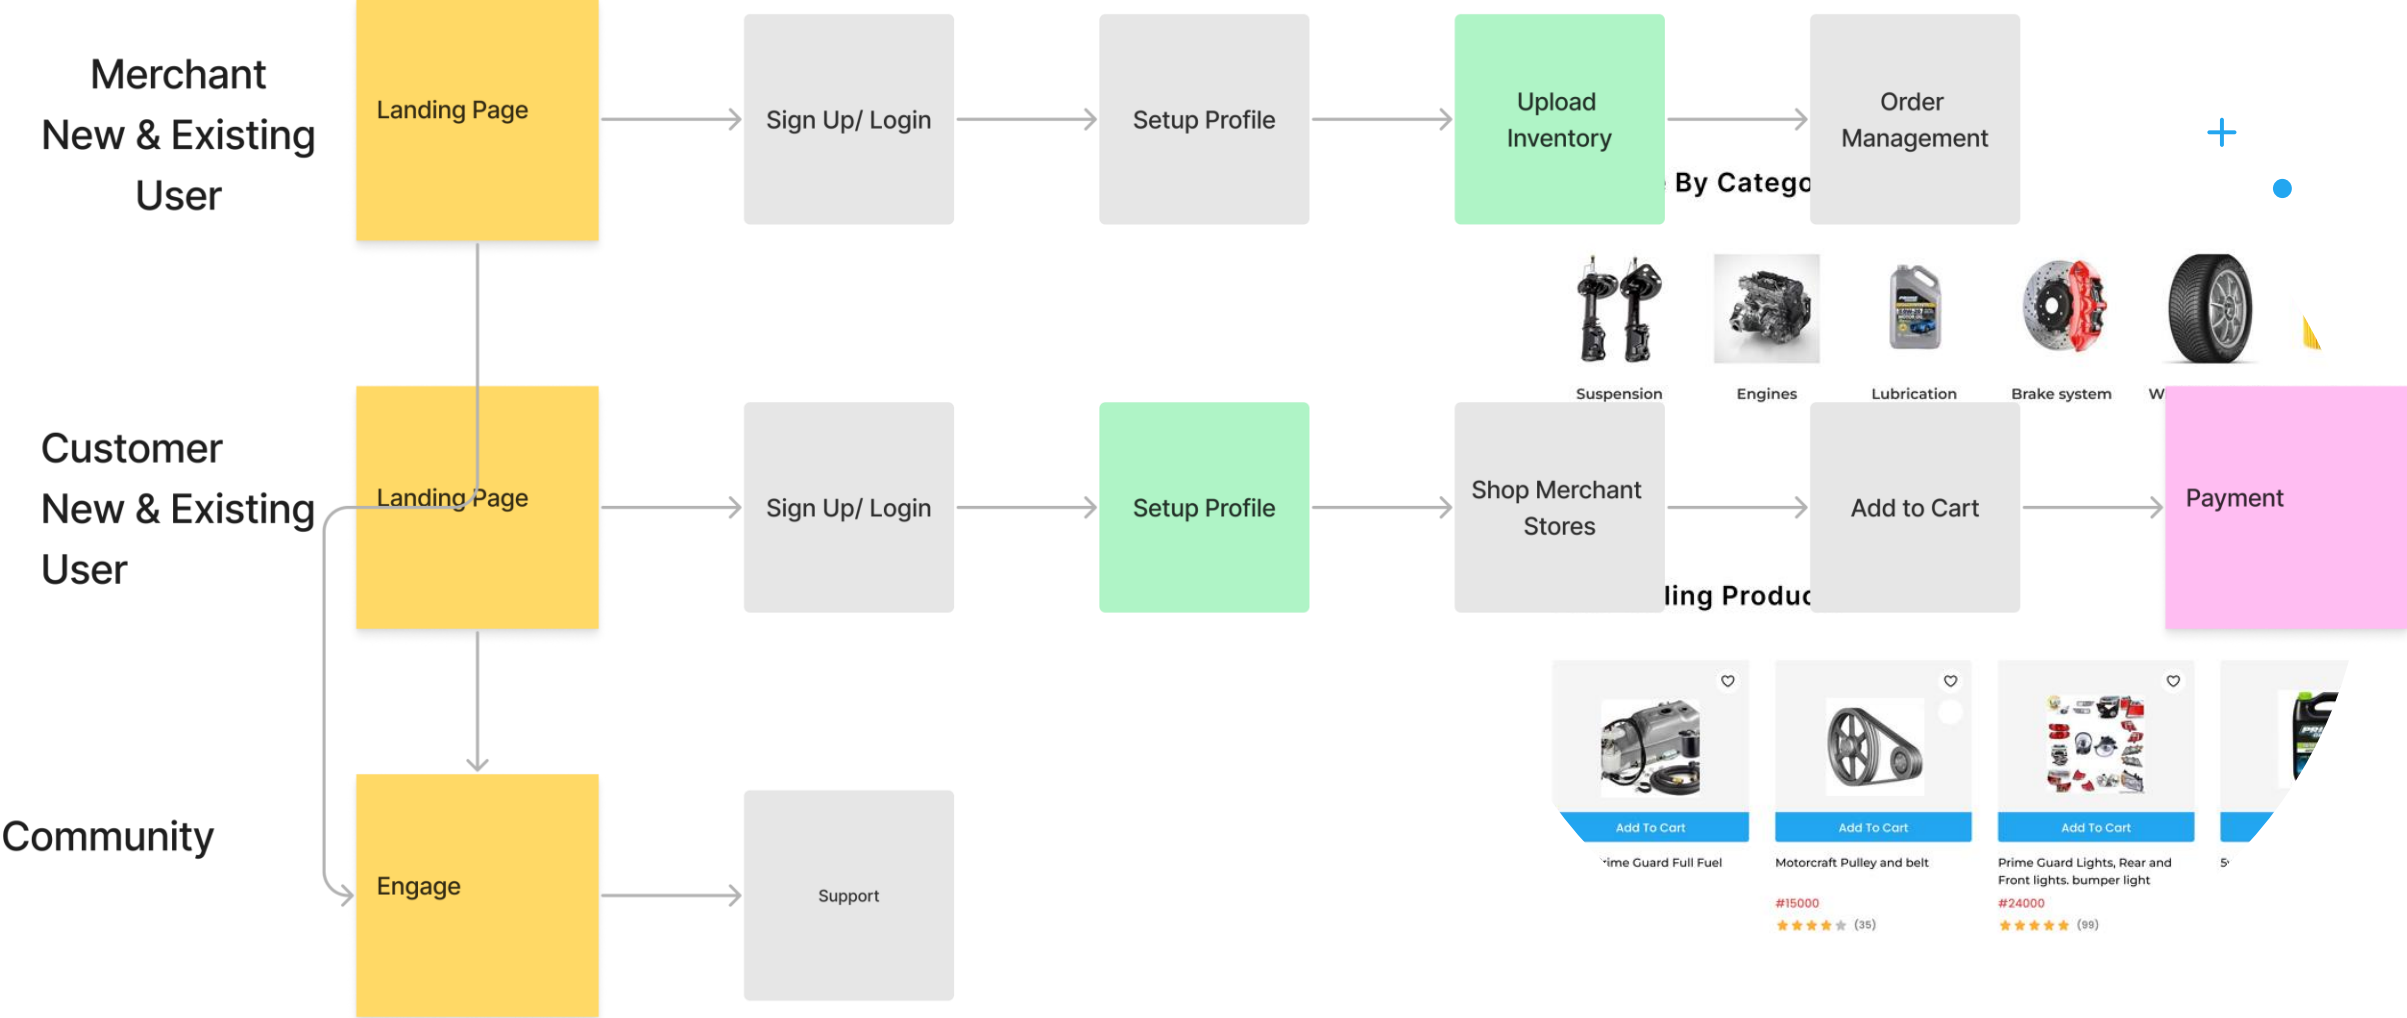 Merchant
New & Existing
User
Landing Page
Sign Up/ Login
Setup Profile
Upload
Inventory
Order
Management
By Catego
Suspension
Engines
Lubrication
Brake system
W
Customer
New & Existing
User
Landing Page
Sign Up/ Login
Setup Profile
Shop Merchant
Stores
Add to Cart
Payment
ling Produc
Add To Cart
Add To Cart
Add To Cart
rime Guard Full Fuel
Motorcraft Pulley and belt
Prime Guard Lights, Rear and
Front lights. bumper light
#15000
#24000
(35)
(99)
Community
Engage
Support